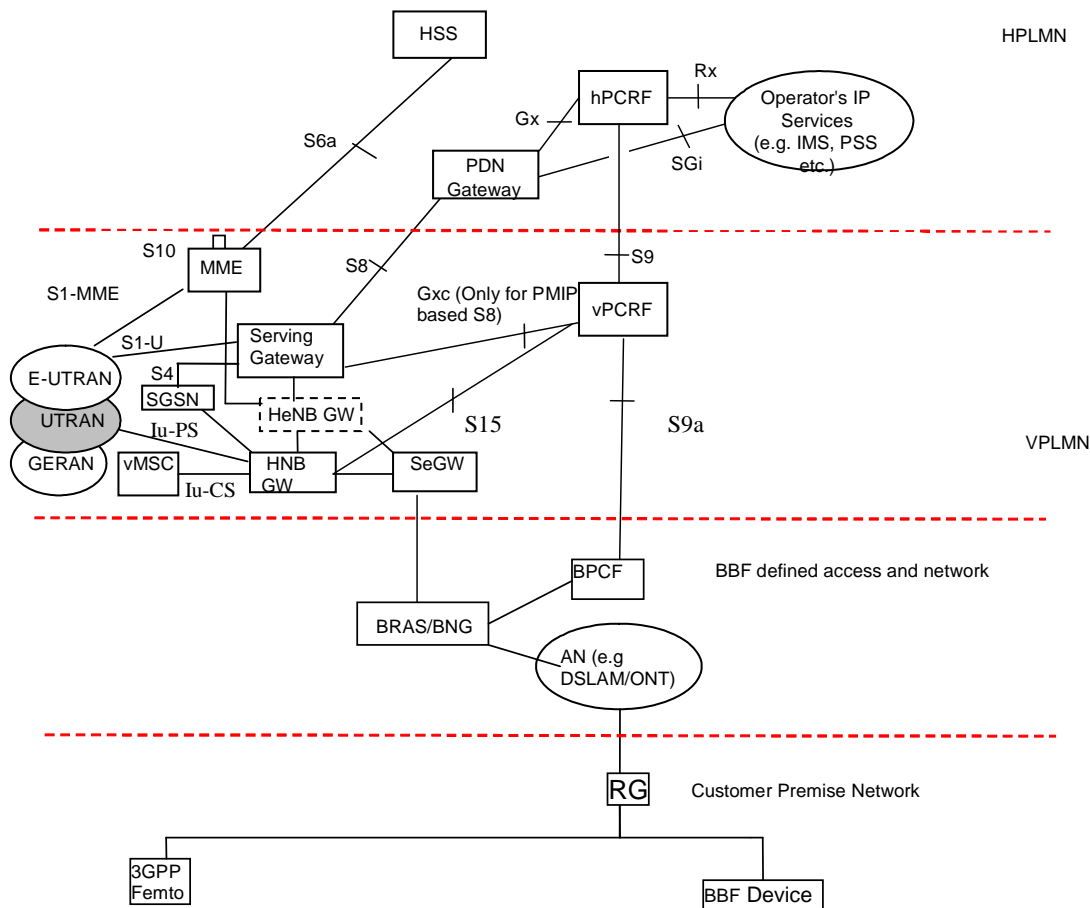 HSS
HPLMN
Rx
hPCRF
Operator's IP
Services
(e.g. IMS, PSS
etc.)
Gx
S6a
SGi
PDN
Gateway
S10
MME
S8
S9
S1-MME
Gxc (Only for PMIP
based S8)
vPCRF
S1-U
Serving
Gateway
E-UTRAN
S4
SGSN
HeNB GW
UTRAN
Iu-PS
S15
S9a
GERAN
vMSC
HNB
GW
SeGW
VPLMN
Iu-CS
BPCF
BBF defined access and network
BRAS/BNG
AN (e.g
DSLAM/ONT)
RG
Customer Premise Network
3GPP
Femto
BBF Device